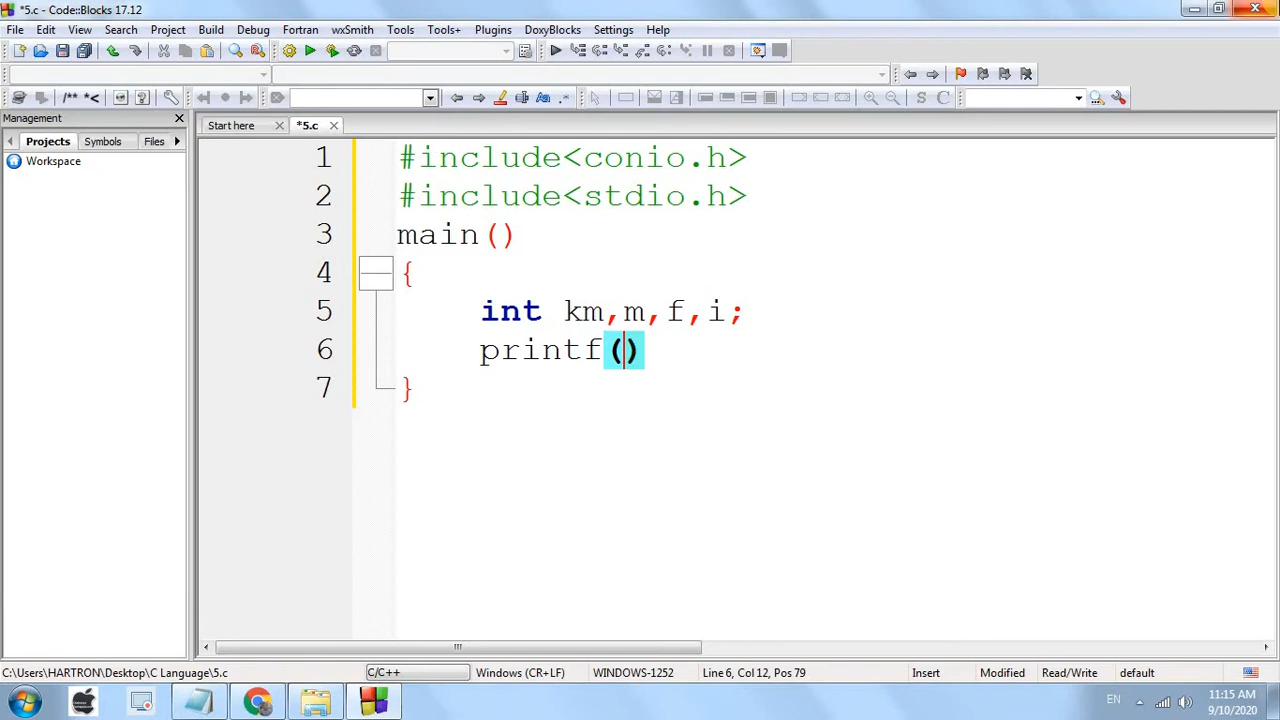 *5.c - Code::Blocks 17.12
File Edit View Search Project Build Debug Fortran wxSmith Tools Tools+ Plugins DoxyBlocks Settings Help
/** *<
S C
Management
Start here *5.c
Projects Symbols Files
Workspace
1 #include<conio.h>
2 #include<stdio.h>
3 main()
4 {
5 int km,m,f,i;
6 printf()
7 }
C:\Users\HARTRON\Desktop\C Language\5.c C/C++ Windows (CR+LF) WINDOWS-1252 Line 6, Col 12, Pos 79 Insert Modified Read/Write default
EN 11:15 AM
9/10/2020